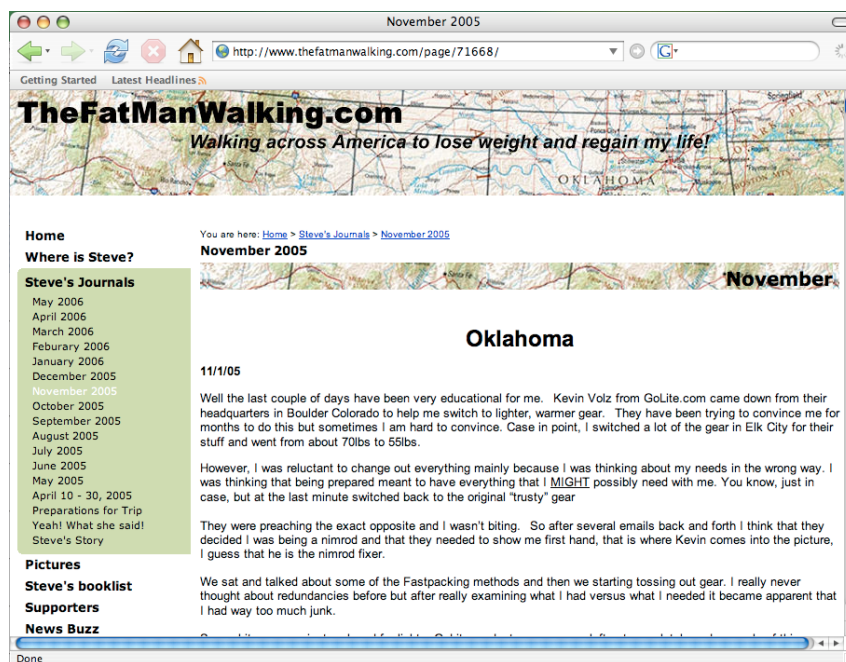 November 2005
http://www.thefatmanwalking.com/page/71668/
Getting Started Latest Headlines
TheFatManWalking.com
Walking across America to lose weight and regain my life!
OKLAHOMA
Springfield
Santa Fe
Home
Where is Steve?
Steve's Journals
May 2006
April 2006
March 2006
Feburary 2006
January 2006
December 2005
November 2005
October 2005
September 2005
August 2005
July 2005
June 2005
May 2005
April 10 - 30, 2005
Preparations for Trip
Yeah! What she said!
Steve's Story
Pictures
Steve's booklist
Supporters
News Buzz
You are here: Home > Steve's Journals > November 2005
November 2005
November
Oklahoma
11/1/05
Well the last couple of days have been very educational for me. Kevin Volz from GoLite.com came down from their
headquarters in Boulder Colorado to help me switch to lighter, warmer gear. They have been trying to convince me for
months to do this but sometimes I am hard to convince. Case in point, I switched a lot of the gear in Elk City for their
stuff and went from about 70lbs to 55lbs.
However, I was reluctant to change out everything mainly because I was thinking about my needs in the wrong way. I
was thinking that being prepared meant to have everything that I MIGHT possibly need with me. You know, just in
case, but at the last minute switched back to the original “trusty” gear
They were preaching the exact opposite and I wasn't biting. So after several emails back and forth I think that they
decided I was being a nimrod and that they needed to show me first hand, that is where Kevin comes into the picture,
I guess that he is the nimrod fixer.
We sat and talked about some of the Fastpacking methods and then we starting tossing out gear. I really never
thought about redundancies before but after really examining what I had versus what I needed it became apparent that
I had way too much junk.
Done